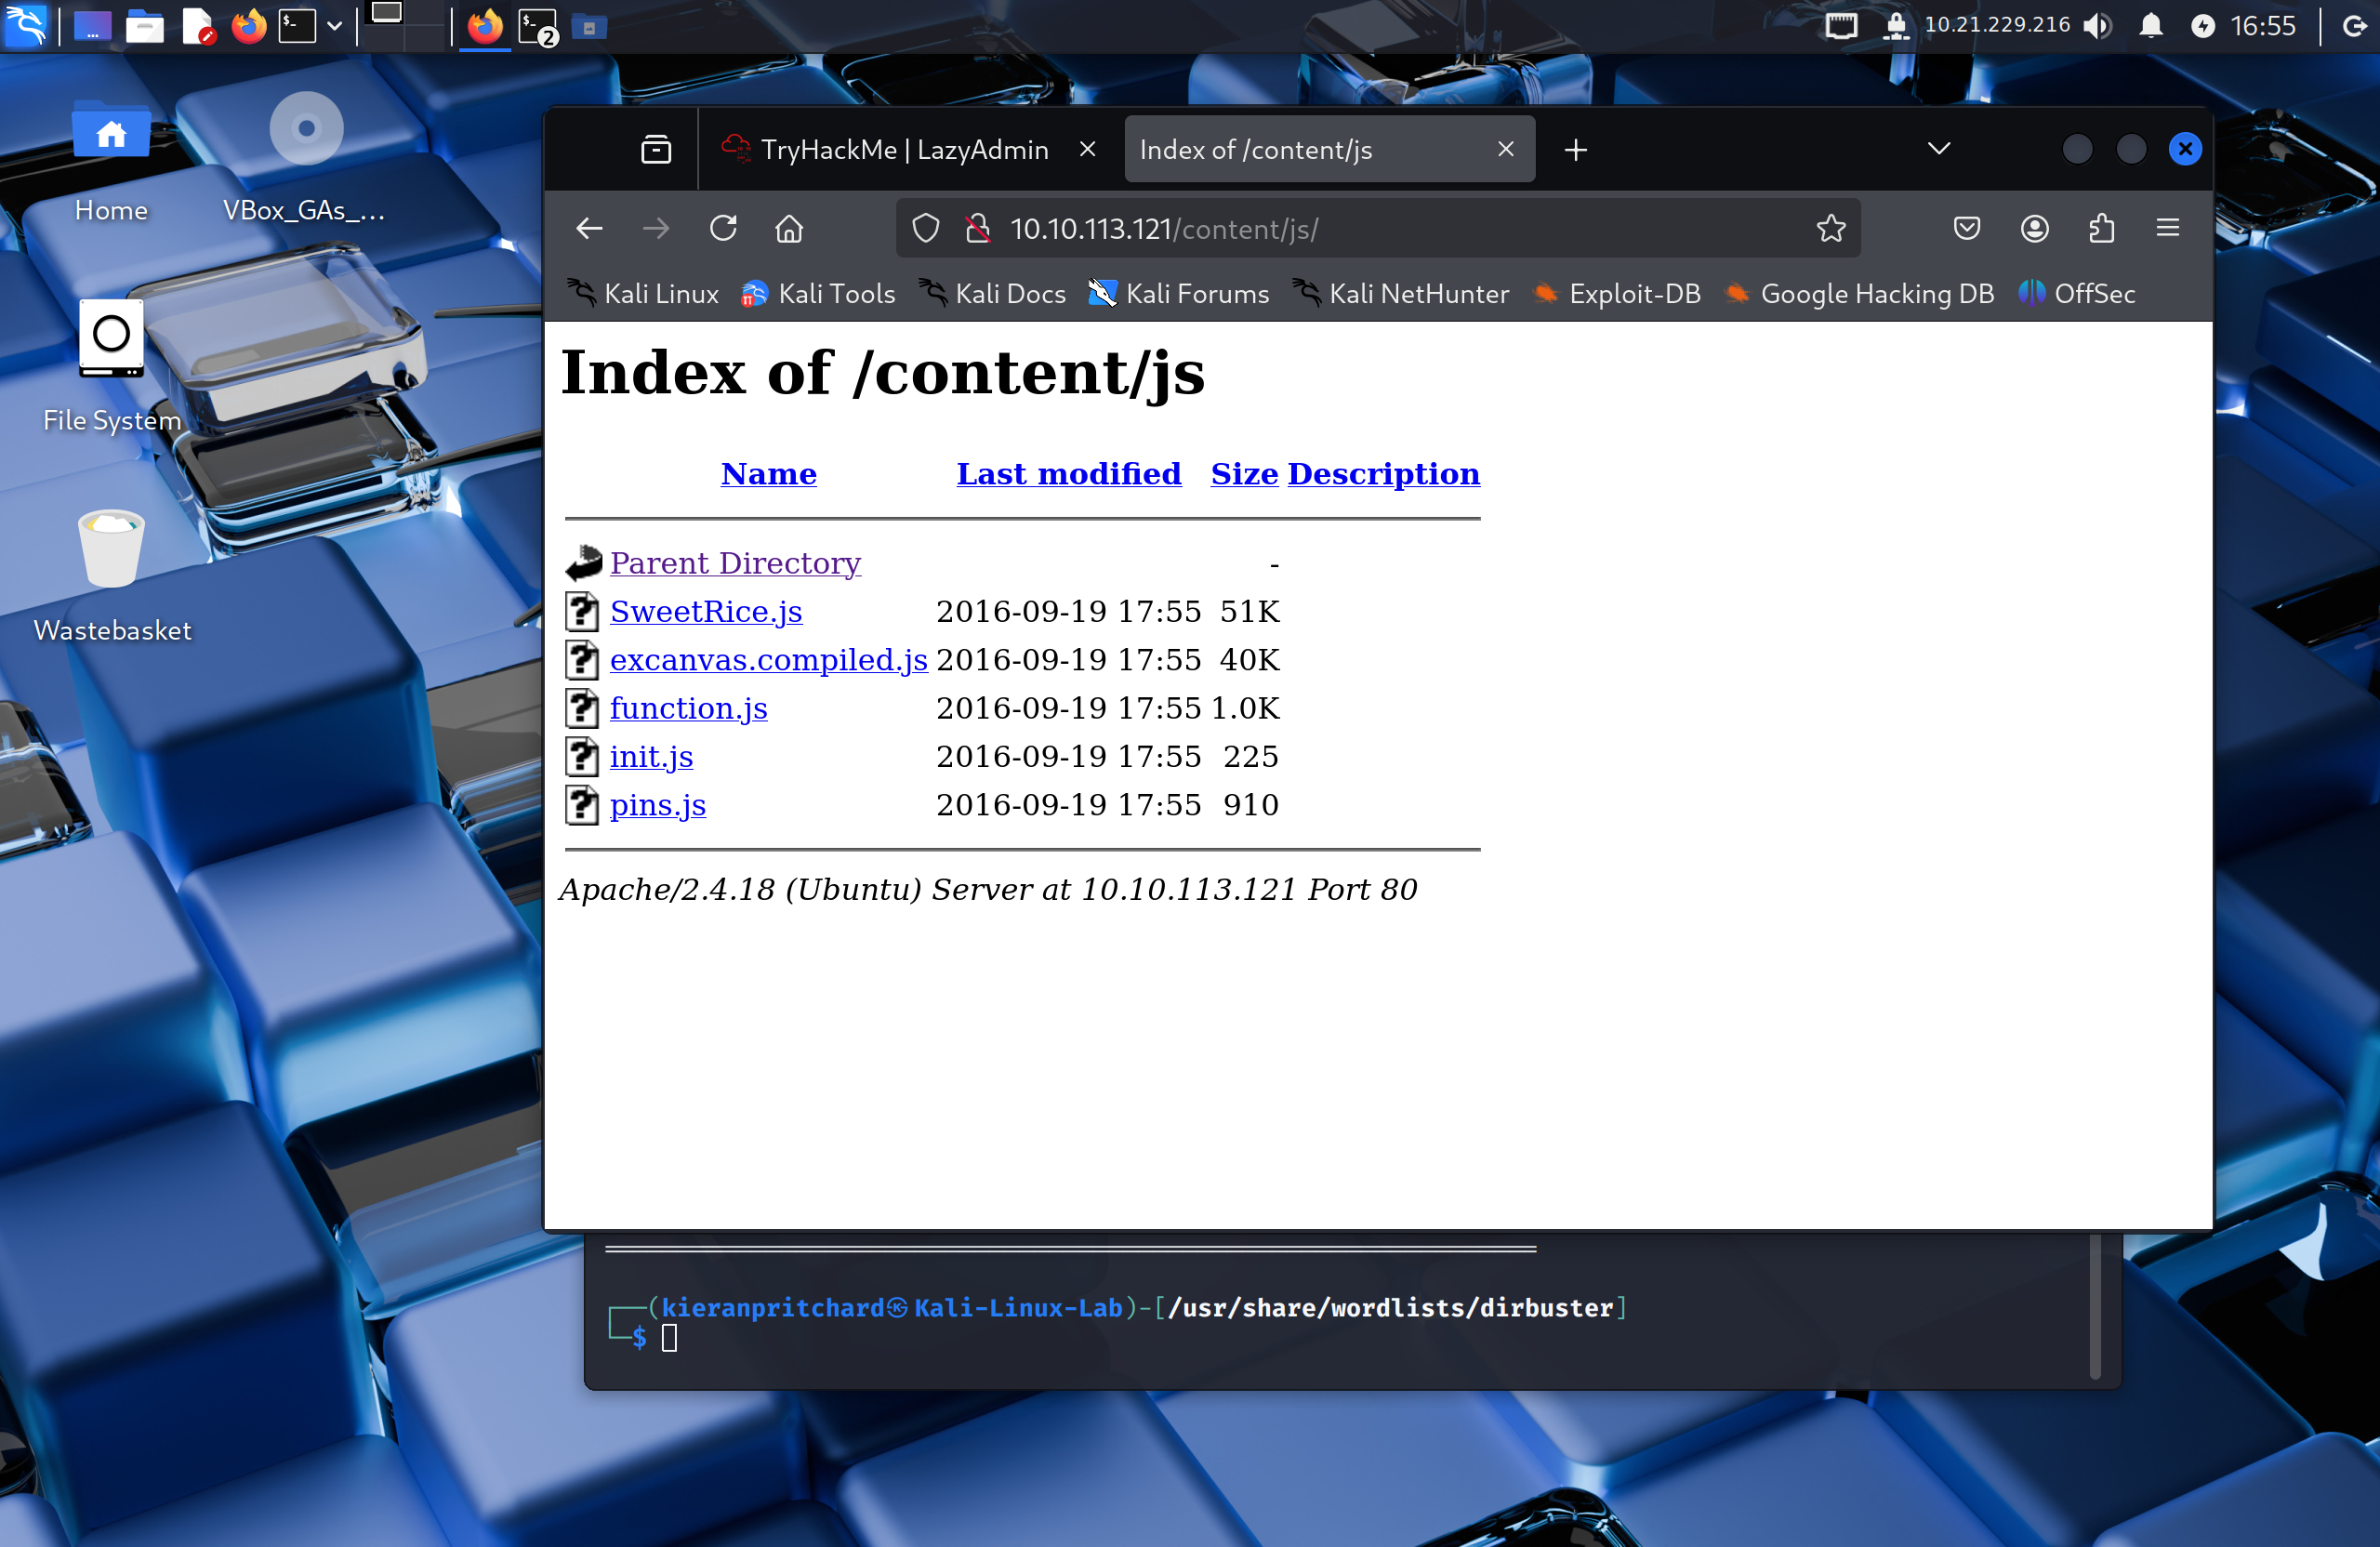 $_
$_ 2
10.21.229.216 16:55
Home
VBox_GAs_...
File System
Wastebasket
TryHackMe | LazyAdmin
Index of /content/js
10.10.113.121/content/js/
Kali Linux Kali Tools Kali Docs Kali Forums Kali NetHunter Exploit-DB Google Hacking DB OffSec
Index of /content/js
Name Last modified Size Description
Parent Directory -
SweetRice.js 2016-09-19 17:55 51K
excanvas.compiled.js 2016-09-19 17:55 40K
function.js 2016-09-19 17:55 1.0K
init.js 2016-09-19 17:55 225
pins.js 2016-09-19 17:55 910
Apache/2.4.18 (Ubuntu) Server at 10.10.113.121 Port 80
┌──(kieranpritchard㉿Kali-Linux-Lab)-[/usr/share/wordlists/dirbuster]
└─$